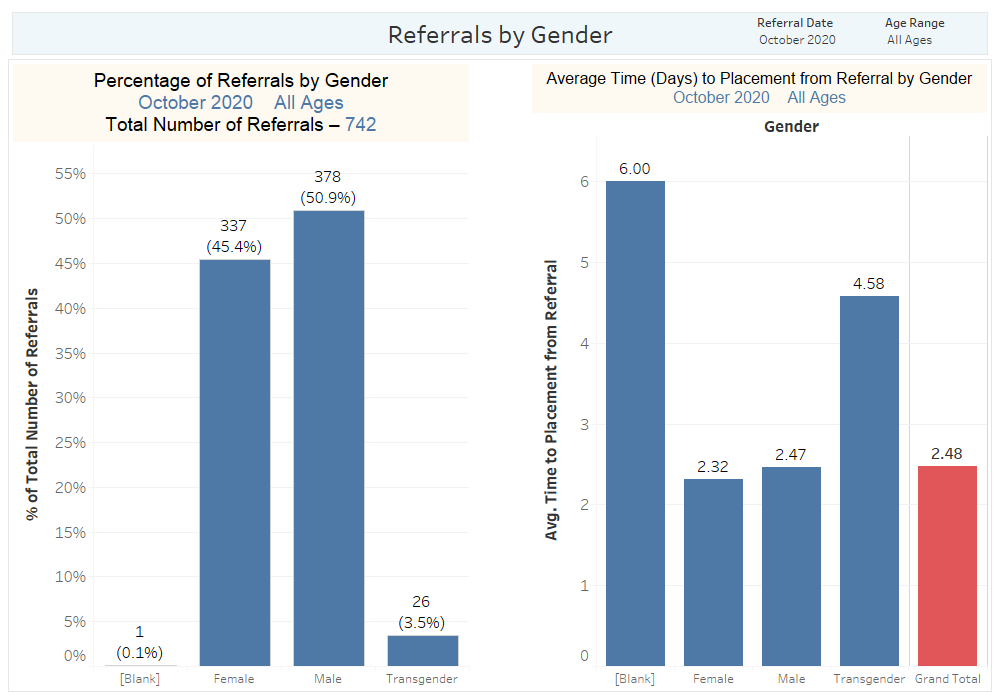 Referrals by Gender
Referral Date
October 2020
Age Range
All Ages
Percentage of Referrals by Gender
October 2020 All Ages
Total Number of Referrals – 742
% of Total Number of Referrals
55%
50%
45%
40%
35%
30%
25%
20%
15%
10%
5%
0%
1
(0.1%)
337
(45.4%)
378
(50.9%)
26
(3.5%)
[Blank] Female Male Transgender
Average Time (Days) to Placement from Referral by Gender
October 2020 All Ages
Gender
Avg. Time to Placement from Referral
6
5
4
3
2
1
0
6.00
2.32
2.47
4.58
2.48
[Blank] Female Male Transgender Grand Total